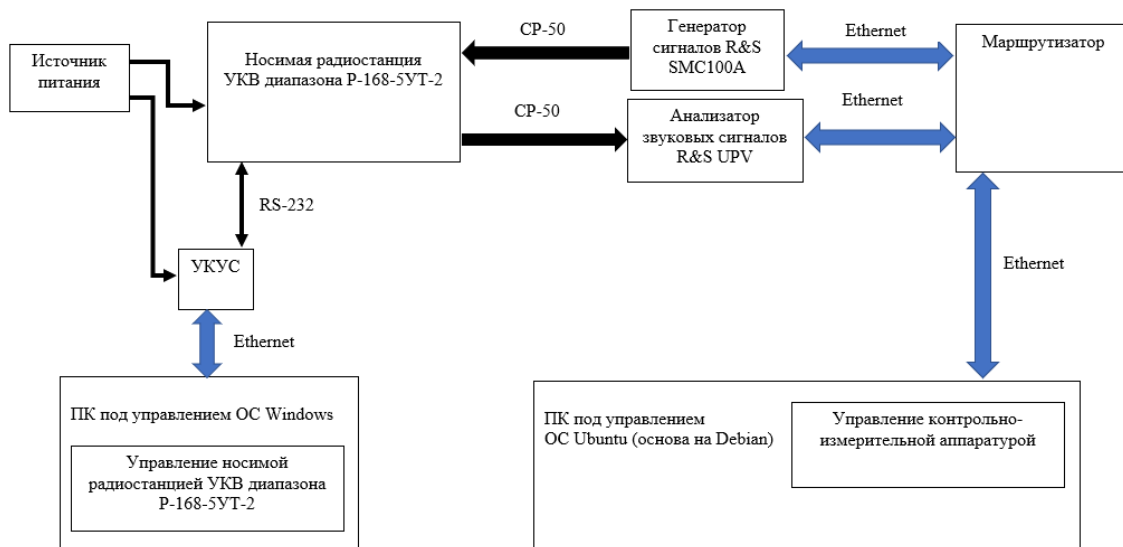 Источник
питания
Носимая радиостанция
УКВ диапазона Р-168-5УТ-2
СР-50
СР-50
Генератор
сигналов R&S
SMC100A
Анализатор
звуковых сигналов
R&S UPV
Ethernet
Ethernet
Маршрутизатор
RS-232
УКУС
Ethernet
Ethernet
ПК под управлением ОС Windows
Управление носимой
радиостанцией УКВ диапазона
Р-168-5УТ-2
ПК под управлением
ОС Ubuntu (основа на Debian)
Управление контрольно-
измерительной аппаратурой